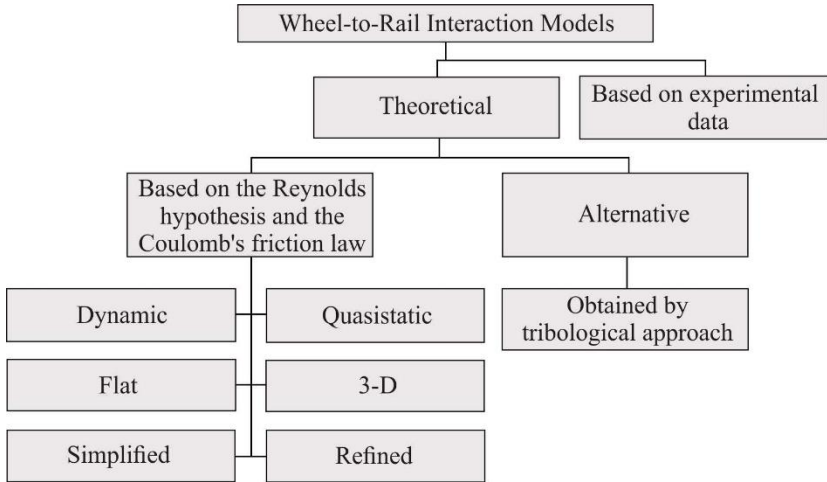 Wheel-to-Rail Interaction Models
Theoretical
Based on experimental
data
Based on the Reynolds
hypothesis and the
Coulomb's friction law
Alternative
Dynamic
Quasistatic
Obtained by
tribological approach
Flat
3-D
Simplified
Refined